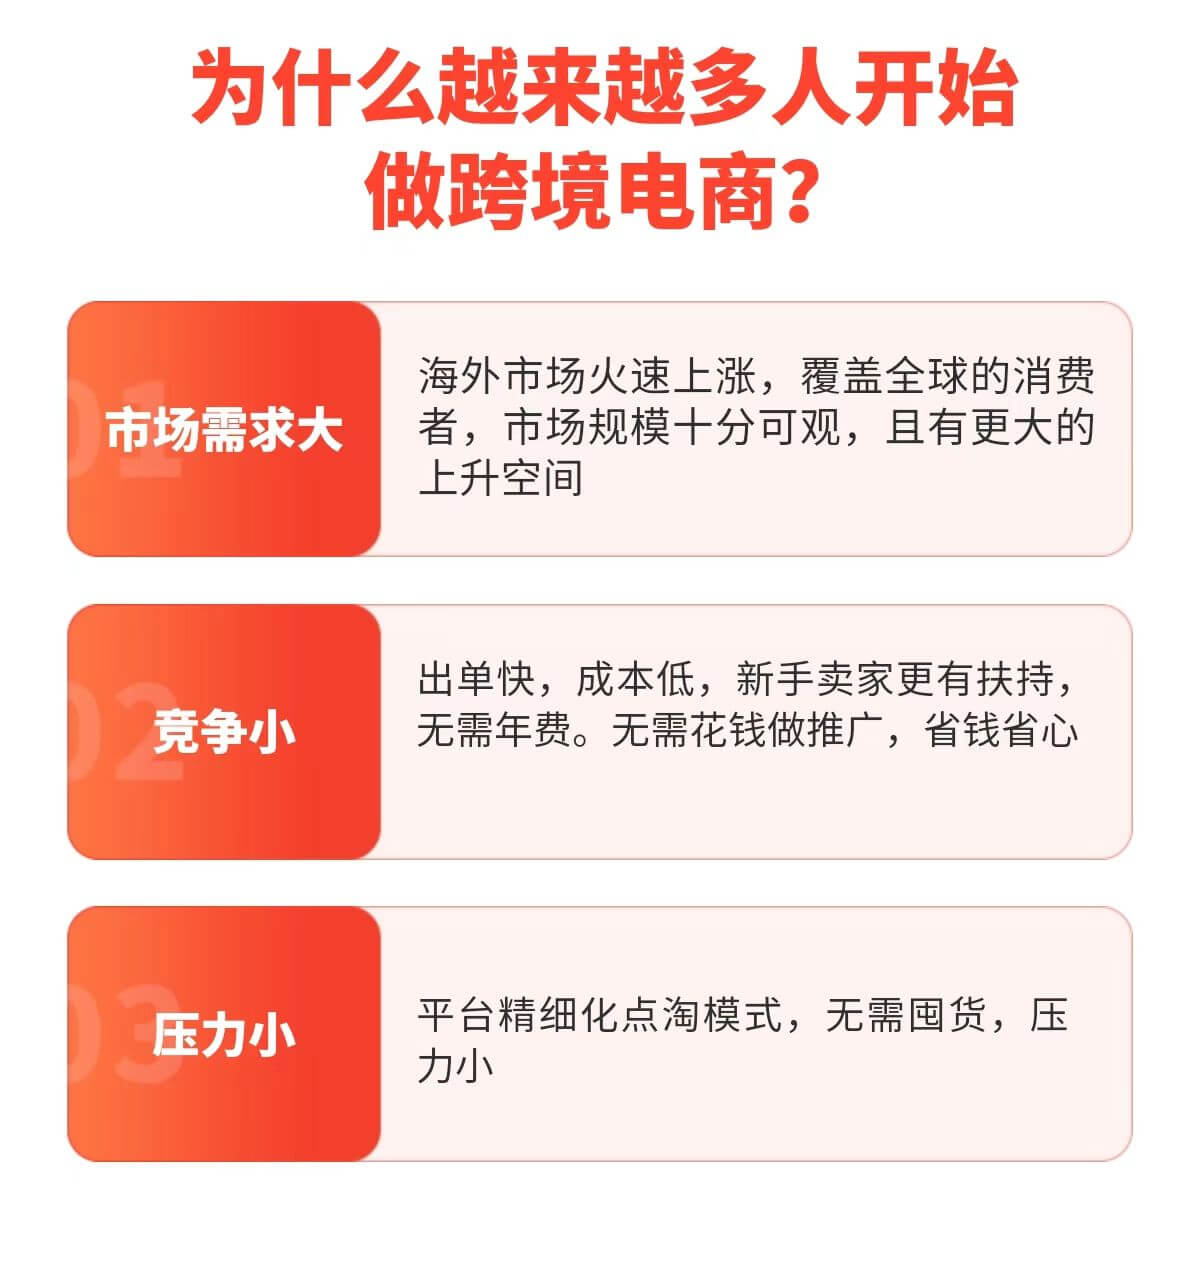 为什么越来越多人开始
做跨境电商？
01
市场需求大
海外市场火速上涨，覆盖全球的消费
者，市场规模十分可观，且有更大的
上升空间
02
竞争小
出单快，成本低，新手卖家更有扶持，
无需年费。无需花钱做推广，省钱省心
03
压力小
平台精细化点淘模式，无需囤货，压
力小